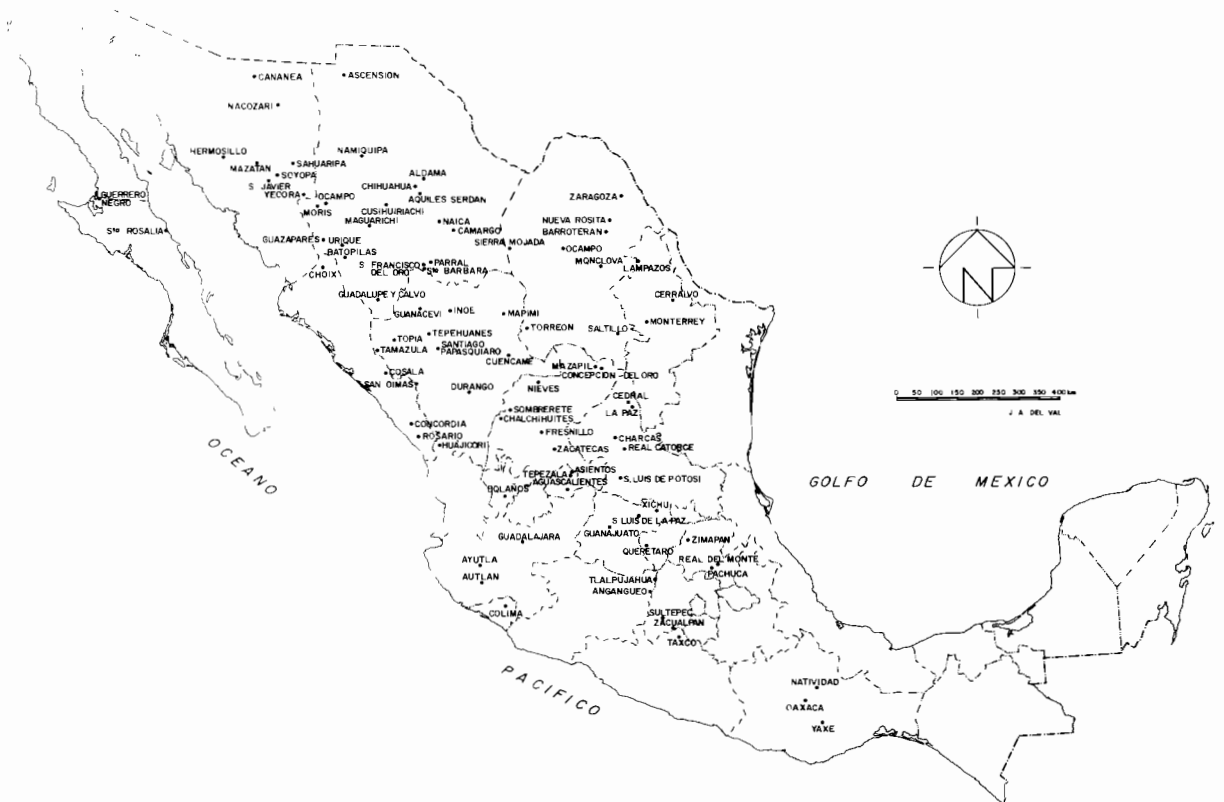 CANANEA
ASCENSION
NACOZARI
HERMOSILLO
NAMIQUIPA
MAZATAN
SAHUARIPA
SOYOPA
ALDAMA
S. JAVIER
CHIHUAHUA
YECORA
OCAMPO
AQUILES SERDAN
ZARAGOZA
GUERRERO
NEGRO
MORIS
CUSIHUIRIACHI
MAGUARICHI
NAICA
NUEVA ROSITA
CAMARGO
BARROTERAN
Sta ROSALIA
GUAZAPARES
URIQUE
SIERRA MOJADA
OCAMPO
BATOPILAS
S FRANCISCO
DEL ORO
PARRAL
Sta BARBARA
MONCLOVA
LAMPAZOS
CHOIX
GUADALUPE Y CALVO
CERRALVO
GUANACEVI
INDE
MAPIMI
MONTERREY
TORREON
SALTILLO
TOPIA
TEPEHUANES
TAMAZULA
SANTIAGO
PAPASQUIARO
CUENCAME
MAZAPIL
CONCEPCION DEL ORO
COSALA
SAN DIMAS
DURANGO
NIEVES
CEDRAL
LA PAZ
0 50 100 150 200 250 300 350 400 km
J. A. DEL VAL
SOMBRERETE
CHALCHIHUITES
CONCORDIA
ROSARIO
FRESNILLO
CHARCAS
HUAJICORI
ZACATECAS
REAL CATORCE
OCEANO
TEPEZALA
ASIENTOS
AGUASCALIENTES
S. LUIS DE POTOSI
GOLFO DE MEXICO
BOLAÑOS
XICHU
S LUIS DE LA PAZ
GUANAJUATO
GUADALAJARA
ZIMAPAN
QUERETARO
AYUTLA
REAL DEL MONTE
PACHUCA
AUTLAN
TLALPUJAHUA
ANGANGUEO
COLIMA
SULTEPEC
ZACUALPAN
TAXCO
PACIFICO
NATIVIDAD
OAXACA
YAXE
N